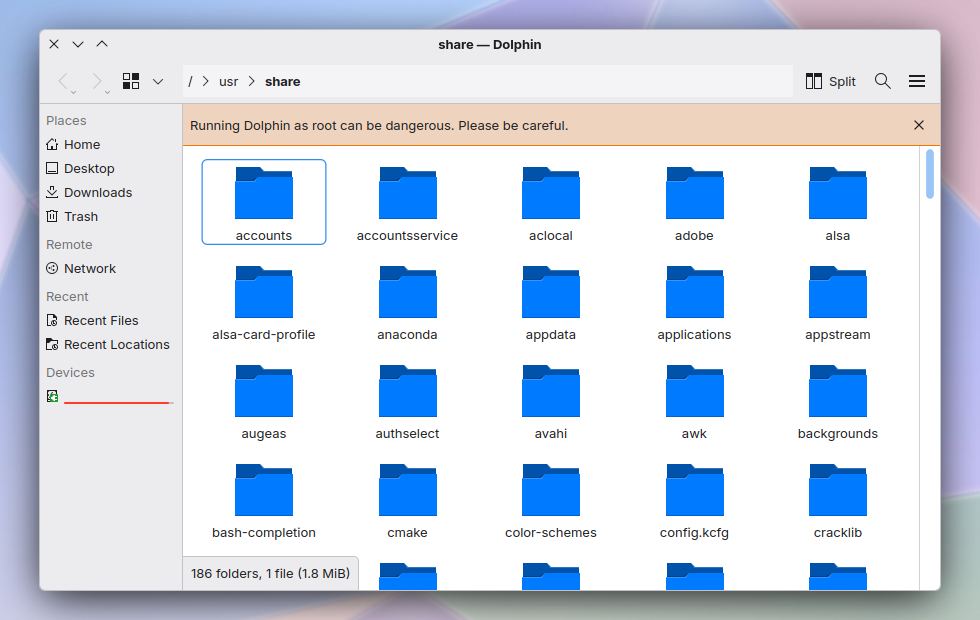 share — Dolphin
/ usr share
Split
Running Dolphin as root can be dangerous. Please be careful.
Places
Home
Desktop
Downloads
Trash
Remote
Network
Recent
Recent Files
Recent Locations
Devices
accounts accountsservice aclocal adobe alsa
alsa-card-profile anaconda appdata applications appstream
augeas authselect avahi awk backgrounds
bash-completion cmake color-schemes config.kcfg cracklib
186 folders, 1 file (1.8 MiB)